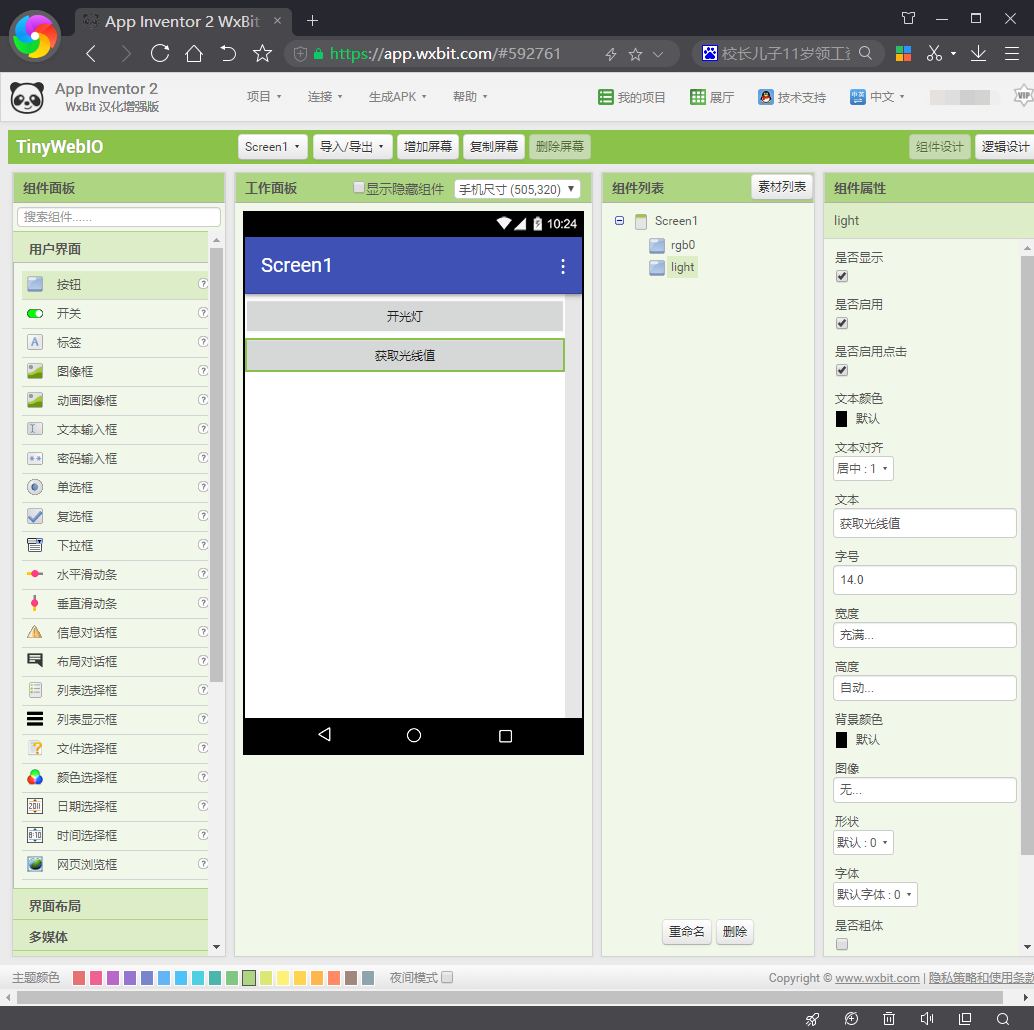 App Inventor 2 WxBit
https://app.wxbit.com/#592761
校长儿子11岁领工
App Inventor 2
WxBit 汉化增强版
项目
连接
生成APK
帮助
我的项目
展厅
技术支持
中文
VIP
TinyWebIO
Screen1
导入/导出
增加屏幕
复制屏幕
删除屏幕
组件设计
逻辑设计
组件面板
搜索组件......
用户界面
按钮
开关
标签
图像框
动画图像框
文本输入框
密码输入框
单选框
复选框
下拉框
水平滑动条
垂直滑动条
信息对话框
布局对话框
列表选择框
列表显示框
文件选择框
颜色选择框
日期选择框
时间选择框
网页浏览框
界面布局
多媒体
工作面板
显示隐藏组件
手机尺寸 (505,320)
10:24
Screen1
开光灯
获取光线值
组件列表
素材列表
Screen1
rgb0
light
重命名
删除
组件属性
light
是否显示
是否启用
是否启用点击
文本颜色
默认
文本对齐
居中 : 1
文本
获取光线值
字号
14.0
宽度
充满...
高度
自动...
背景颜色
默认
图像
无...
形状
默认 : 0
字体
默认字体 : 0
是否粗体
主题颜色
夜间模式
Copyright © www.wxbit.com | 隐私策略和使用条款